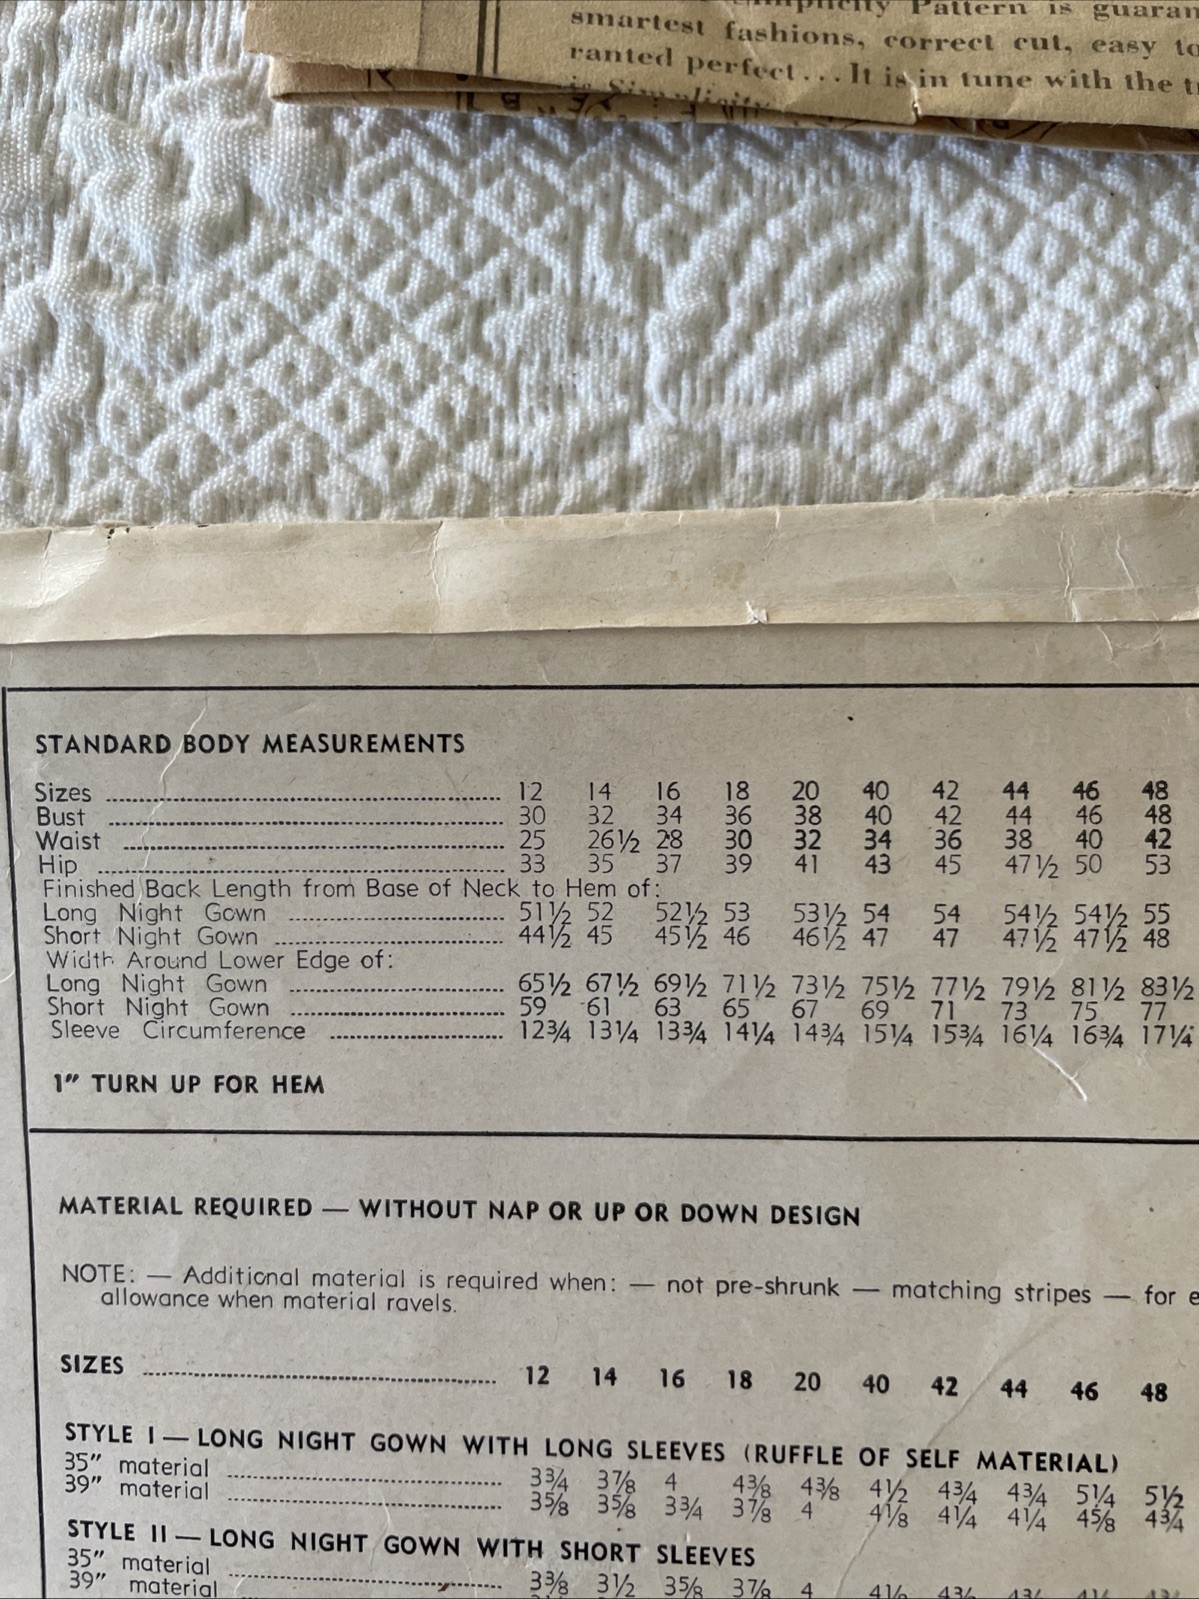 Pattern is guaran
smartest fashions, correct cut, easy to
ranted perfect... It is in tune with the
is Simplicity
STANDARD BODY MEASUREMENTS
Sizes 12 14 16 18 20 40 42 44 46 48
Bust 30 32 34 36 38 40 42 44 46 48
Waist 25 26½ 28 30 32 34 36 38 40 42
Hip 33 35 37 39 41 43 45 47½ 50 53
Finished Back Length from Base of Neck to Hem of:
Long Night Gown 51½ 52 52½ 53 53½ 54 54 54½ 54½ 55
Short Night Gown 44½ 45 45½ 46 46½ 47 47 47½ 47½ 48
Width Around Lower Edge of:
Long Night Gown 65½ 67½ 69½ 71½ 73½ 75½ 77½ 79½ 81½ 83½
Short Night Gown 59 61 63 65 67 69 71 73 75 77
Sleeve Circumference 12¾ 13¼ 13¾ 14¼ 14¾ 15¼ 15¾ 16¼ 16¾ 17¼
1" TURN UP FOR HEM
MATERIAL REQUIRED — WITHOUT NAP OR UP OR DOWN DESIGN
NOTE: — Additional material is required when: — not pre-shrunk — matching stripes — for e
allowance when material ravels.
SIZES 12 14 16 18 20 40 42 44 46 48
STYLE I — LONG NIGHT GOWN WITH LONG SLEEVES (RUFFLE OF SELF MATERIAL)
35" material 3¾ 3⅞ 4 4⅜ 4⅜ 4½ 4¾ 4¾ 5¼ 5½
39" material 3⅝ 3⅝ 3¾ 3⅞ 4 4⅛ 4¼ 4¼ 4⅝ 4¾
STYLE II — LONG NIGHT GOWN WITH SHORT SLEEVES
35" material 3⅜ 3½ 3⅝ 3⅞ 4
39" material